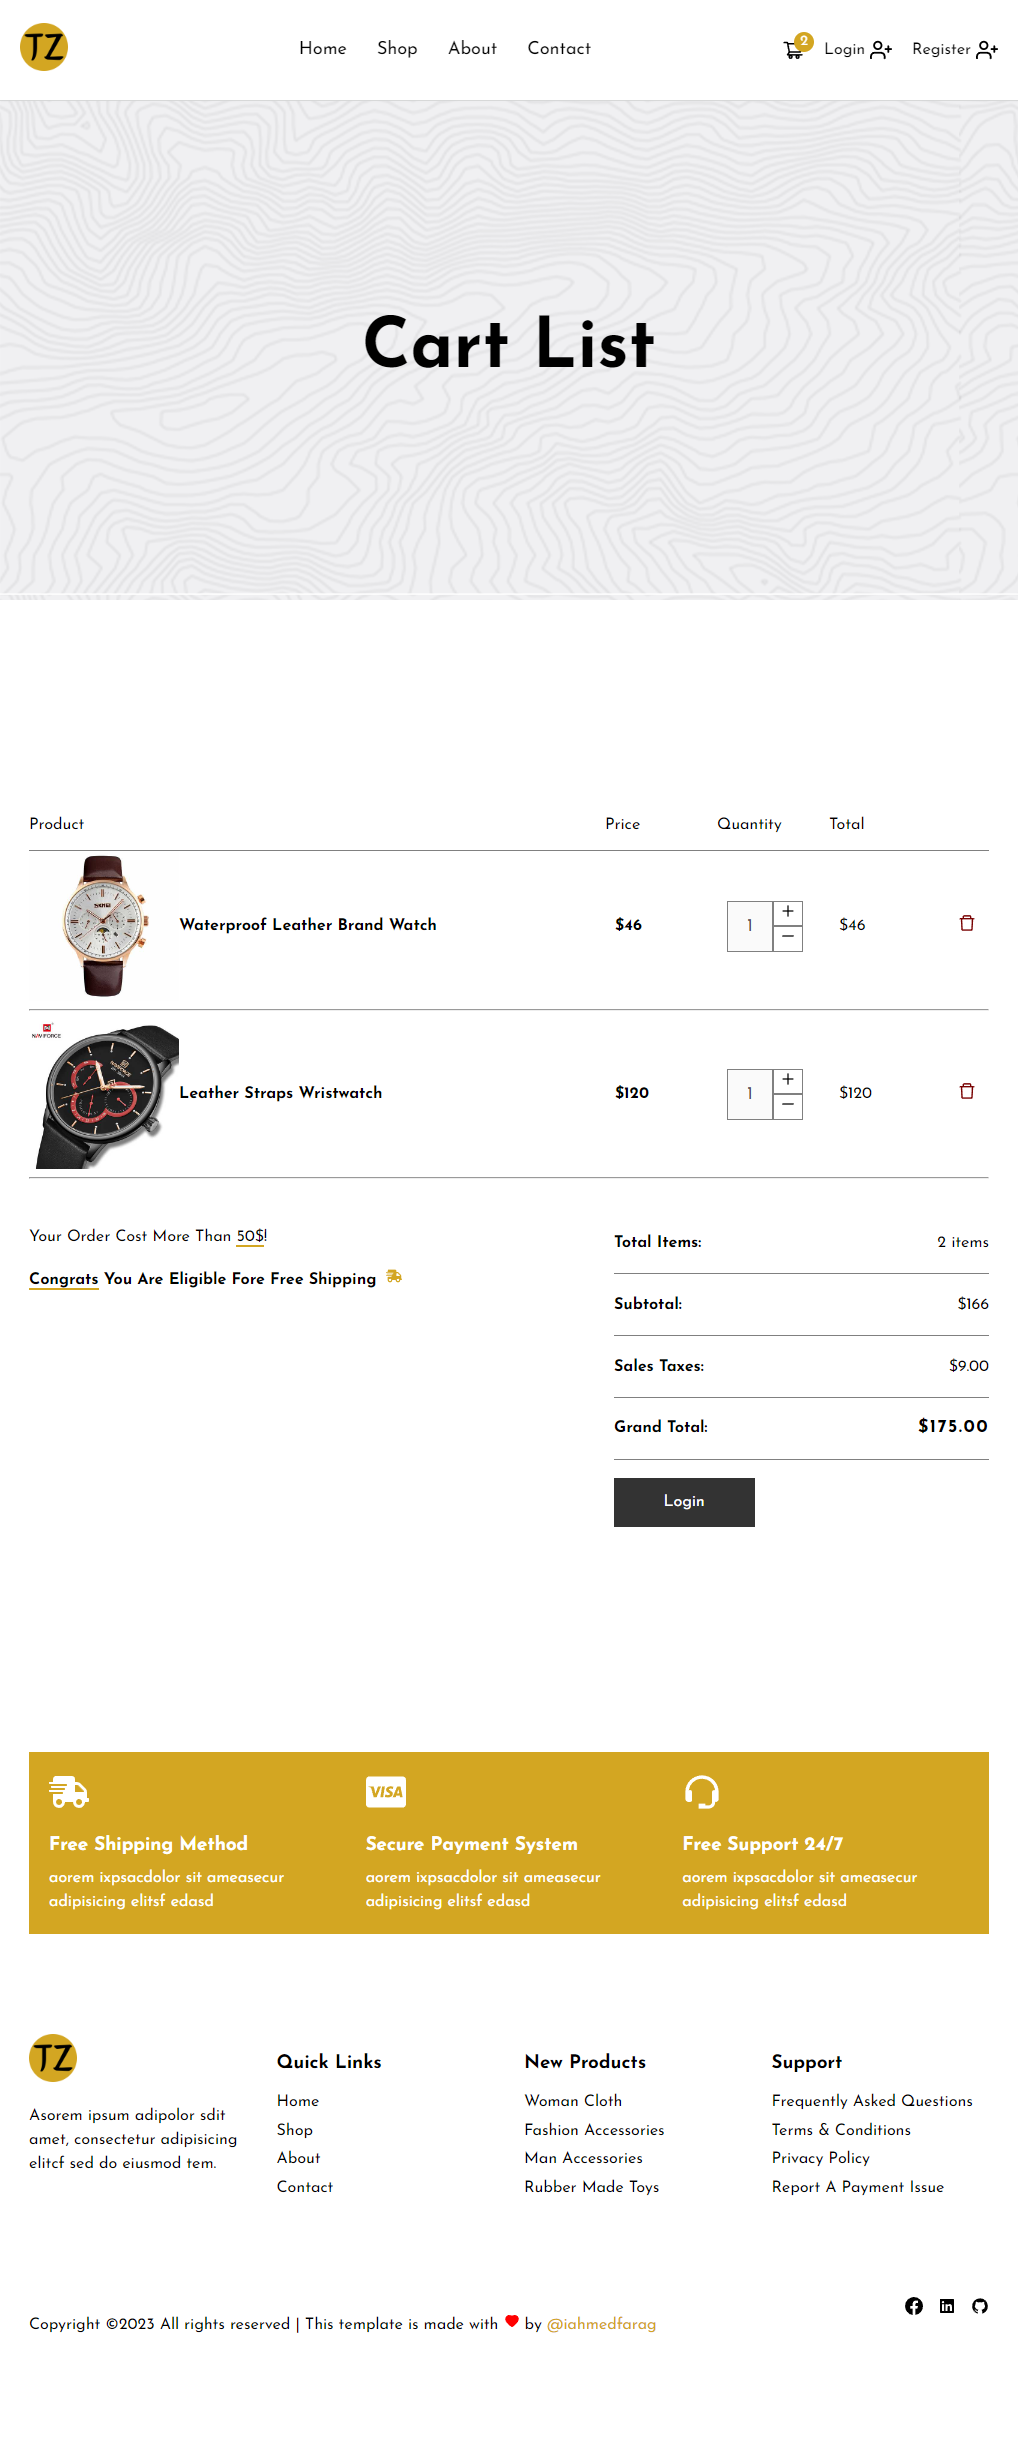 TZ
Home Shop About Contact
2 Login Register
Cart List
Product Price Quantity Total
SKMEI
Waterproof Leather Brand Watch $46 1 + − $46
NAVIFORCE
NAVIFORCE
Leather Straps Wristwatch $120 1 + − $120
Your Order Cost More Than 50$!
Congrats You Are Eligible Fore Free Shipping
Total Items: 2 items
Subtotal: $166
Sales Taxes: $9.00
Grand Total: $175.00
Login
VISA
Free Shipping Method
aorem ixpsacdolor sit ameasecur
adipisicing elitsf edasd
Secure Payment System
aorem ixpsacdolor sit ameasecur
adipisicing elitsf edasd
Free Support 24/7
aorem ixpsacdolor sit ameasecur
adipisicing elitsf edasd
TZ
Asorem ipsum adipolor sdit
amet, consectetur adipisicing
elitcf sed do eiusmod tem.
Quick Links
Home
Shop
About
Contact
New Products
Woman Cloth
Fashion Accessories
Man Accessories
Rubber Made Toys
Support
Frequently Asked Questions
Terms & Conditions
Privacy Policy
Report A Payment Issue
Copyright ©2023 All rights reserved | This template is made with by @iahmedfarag